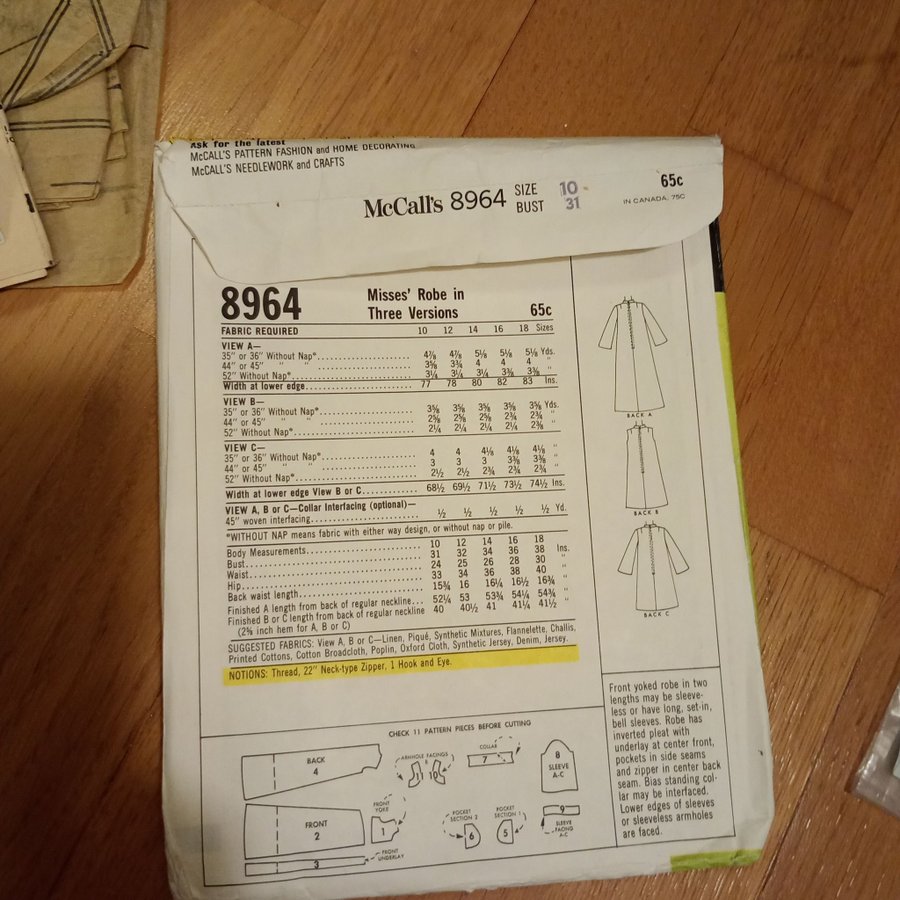 Ask for the latest
McCALL'S PATTERN FASHION and HOME DECORATING
McCALL'S NEEDLEWORK and CRAFTS
McCall's 8964 SIZE 10 65c
BUST 31 IN CANADA, 75C
8964 Misses' Robe in
Three Versions 65c
FABRIC REQUIRED 10 12 14 16 18 Sizes
VIEW A—
35" or 36" Without Nap* 4⅞ 4⅞ 5⅛ 5⅛ 5⅛ Yds.
44" or 45" " " 3⅝ 3¾ 4 4 4 "
52" Without Nap* 3¼ 3¼ 3¼ 3⅜ 3⅜ "
Width at lower edge 77 78 80 82 83 Ins.
VIEW B—
35" or 36" Without Nap* 3⅝ 3⅝ 3⅝ 3⅝ 3⅝ Yds.
44" or 45" " " 2⅝ 2⅝ 2⅝ 2¾ 2¾ "
52" Without Nap* 2¼ 2¼ 2¼ 2¼ 2¼ "
VIEW C—
35" or 36" Without Nap* 4 4 4⅛ 4⅛ 4⅛ "
44" or 45" " " 3 3 3 3⅜ 3⅜ "
52" Without Nap* 2½ 2½ 2¾ 2¾ 2¾ "
Width at lower edge View B or C 68½ 69½ 71½ 73½ 74½ Ins.
VIEW A, B or C—Collar Interfacing (optional)—
45" woven interfacing ½ ½ ½ ½ ½ Yd.
*WITHOUT NAP means fabric with either way design, or without nap or pile.
Body Measurements 10 12 14 16 18
Bust 31 32 34 36 38 Ins.
Waist 24 25 26 28 30 "
Hip 33 34 36 38 40 "
Back waist length 15¾ 16 16¼ 16½ 16¾ "
Finished A length from back of regular neckline 52¼ 53 53¾ 54¼ 54¾ "
Finished B or C length from back of regular neckline 40 40½ 41 41¼ 41½ "
(2⅝ inch hem for A, B or C)
SUGGESTED FABRICS: View A, B or C—Linen, Piqué, Synthetic Mixtures, Flannelette, Challis,
Printed Cottons, Cotton Broadcloth, Poplin, Oxford Cloth, Synthetic Jersey, Denim, Jersey.
NOTIONS: Thread, 22" Neck-type Zipper, 1 Hook and Eye.
BACK A
BACK B
BACK C
Front yoked robe in two
lengths may be sleeve-
less or have long, set-in,
bell sleeves. Robe has
inverted pleat with
underlay at center front,
pockets in side seams
and zipper in center back
seam. Bias standing col-
lar may be interfaced.
Lower edges of sleeves
or sleeveless armholes
are faced.
CHECK 11 PATTERN PIECES BEFORE CUTTING
BACK
4
ARMHOLE FACINGS
B
11 10
COLLAR
7
8
SLEEVE
A-C
FRONT
2
FRONT
YOKE
1
POCKET
SECTION 2
6
POCKET
SECTION 1
5
9
SLEEVE
FACING
A-C
3
FRONT
UNDERLAY